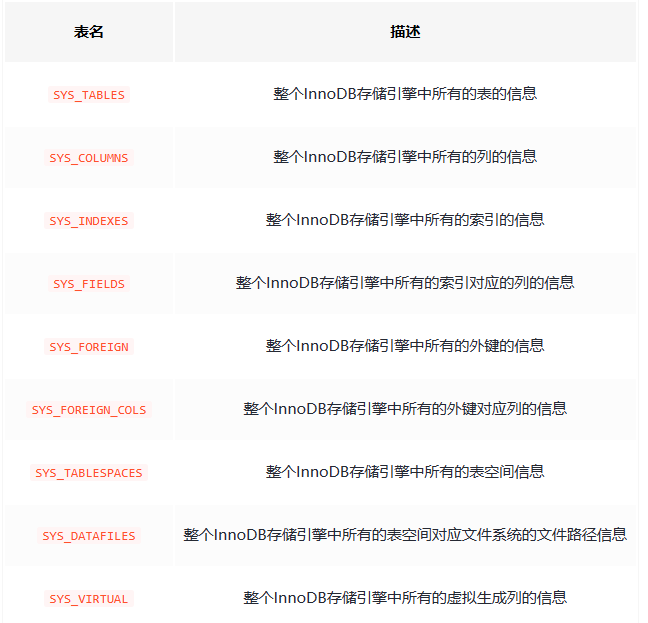 表名 描述
SYS_TABLES 整个InnoDB存储引擎中所有的表的信息
SYS_COLUMNS 整个InnoDB存储引擎中所有的列的信息
SYS_INDEXES 整个InnoDB存储引擎中所有的索引的信息
SYS_FIELDS 整个InnoDB存储引擎中所有的索引对应的列的信息
SYS_FOREIGN 整个InnoDB存储引擎中所有的外键的信息
SYS_FOREIGN_COLS 整个InnoDB存储引擎中所有的外键对应列的信息
SYS_TABLESPACES 整个InnoDB存储引擎中所有的表空间信息
SYS_DATAFILES 整个InnoDB存储引擎中所有的表空间对应文件系统的文件路径信息
SYS_VIRTUAL 整个InnoDB存储引擎中所有的虚拟生成列的信息